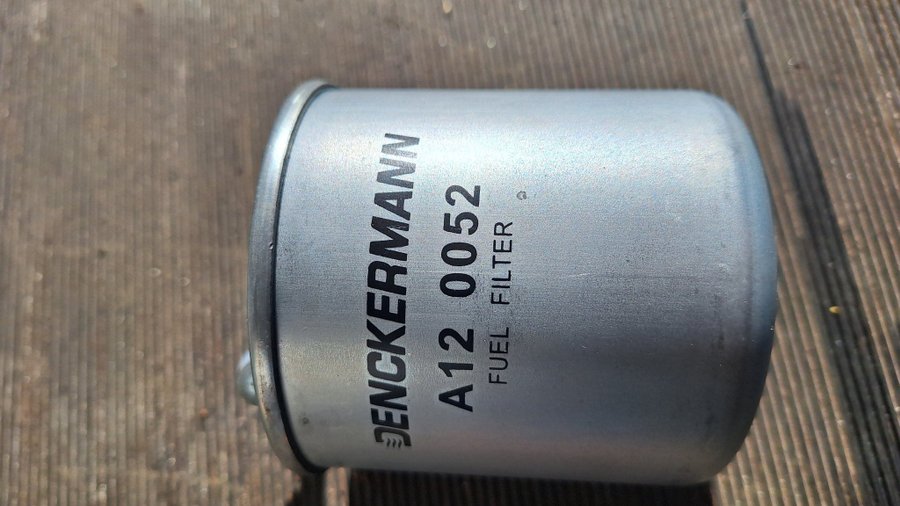 DENCKERMANN
A12 0052
FUEL FILTER